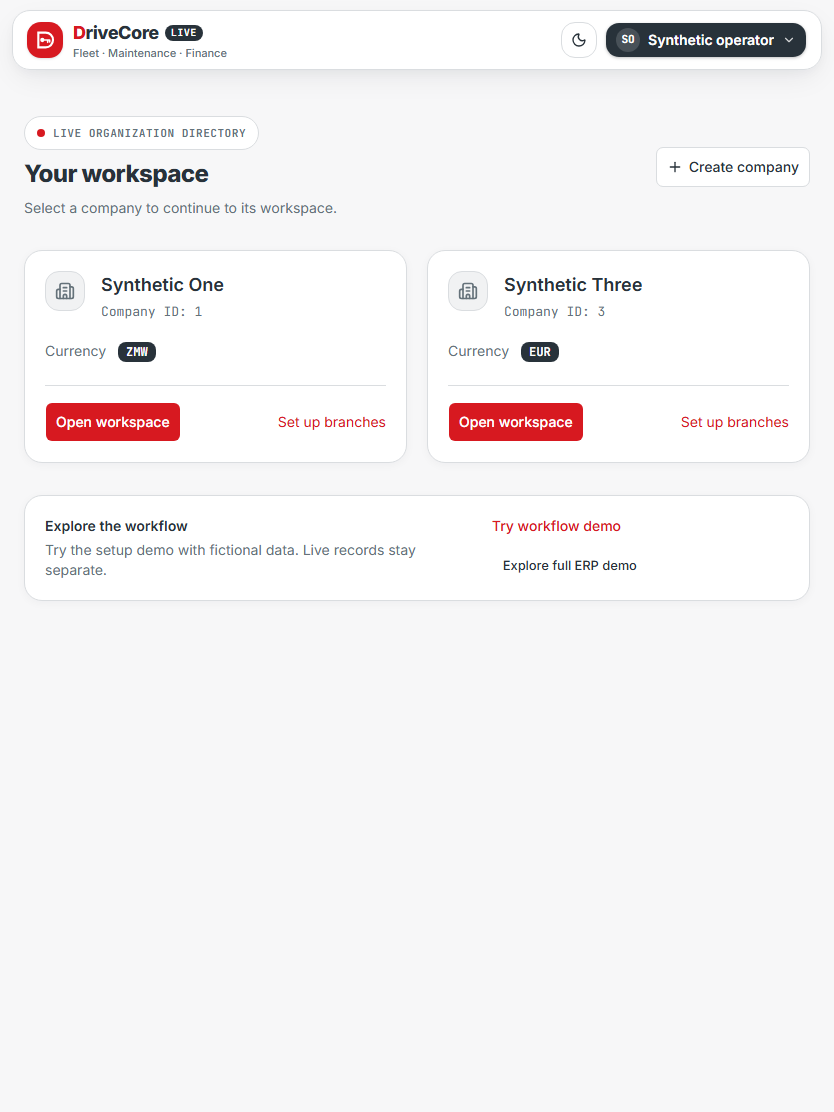 DriveCore LIVE
Fleet · Maintenance · Finance
SO Synthetic operator
LIVE ORGANIZATION DIRECTORY
Your workspace
Select a company to continue to its workspace.
Create company
Synthetic One
Company ID: 1
Currency ZMW
Open workspace
Set up branches
Synthetic Three
Company ID: 3
Currency EUR
Open workspace
Set up branches
Explore the workflow
Try the setup demo with fictional data. Live records stay
separate.
Try workflow demo
Explore full ERP demo